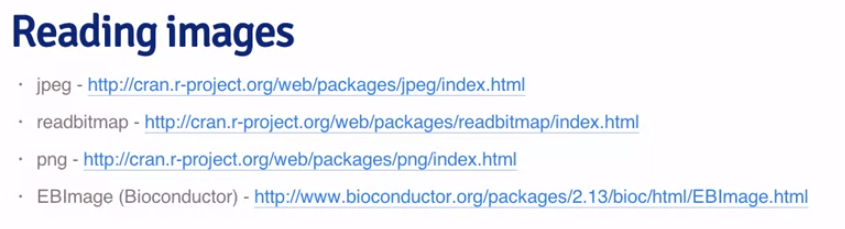 Reading images
· jpeg - http://cran.r-project.org/web/packages/jpeg/index.html
· readbitmap - http://cran.r-project.org/web/packages/readbitmap/index.html
· png - http://cran.r-project.org/web/packages/png/index.html
· EBImage (Bioconductor) - http://www.bioconductor.org/packages/2.13/bioc/html/EBImage.html